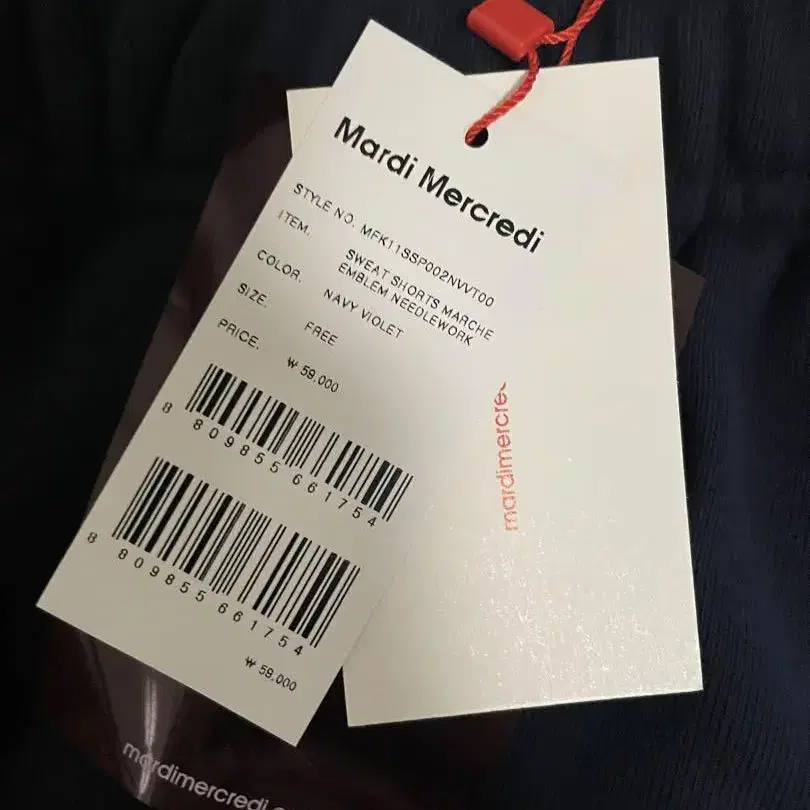 Mardi Mercredi
STYLE NO. MFK11SSP002NVVT00
ITEM. SWEAT SHORTS MARCHE
EMBLEM NEEDLEWORK
COLOR. NAVY VIOLET
SIZE. FREE
PRICE. ₩ 59,000
8 809855 661754
8 809855 661754
₩ 59,000
mardimercre
mardimercredi